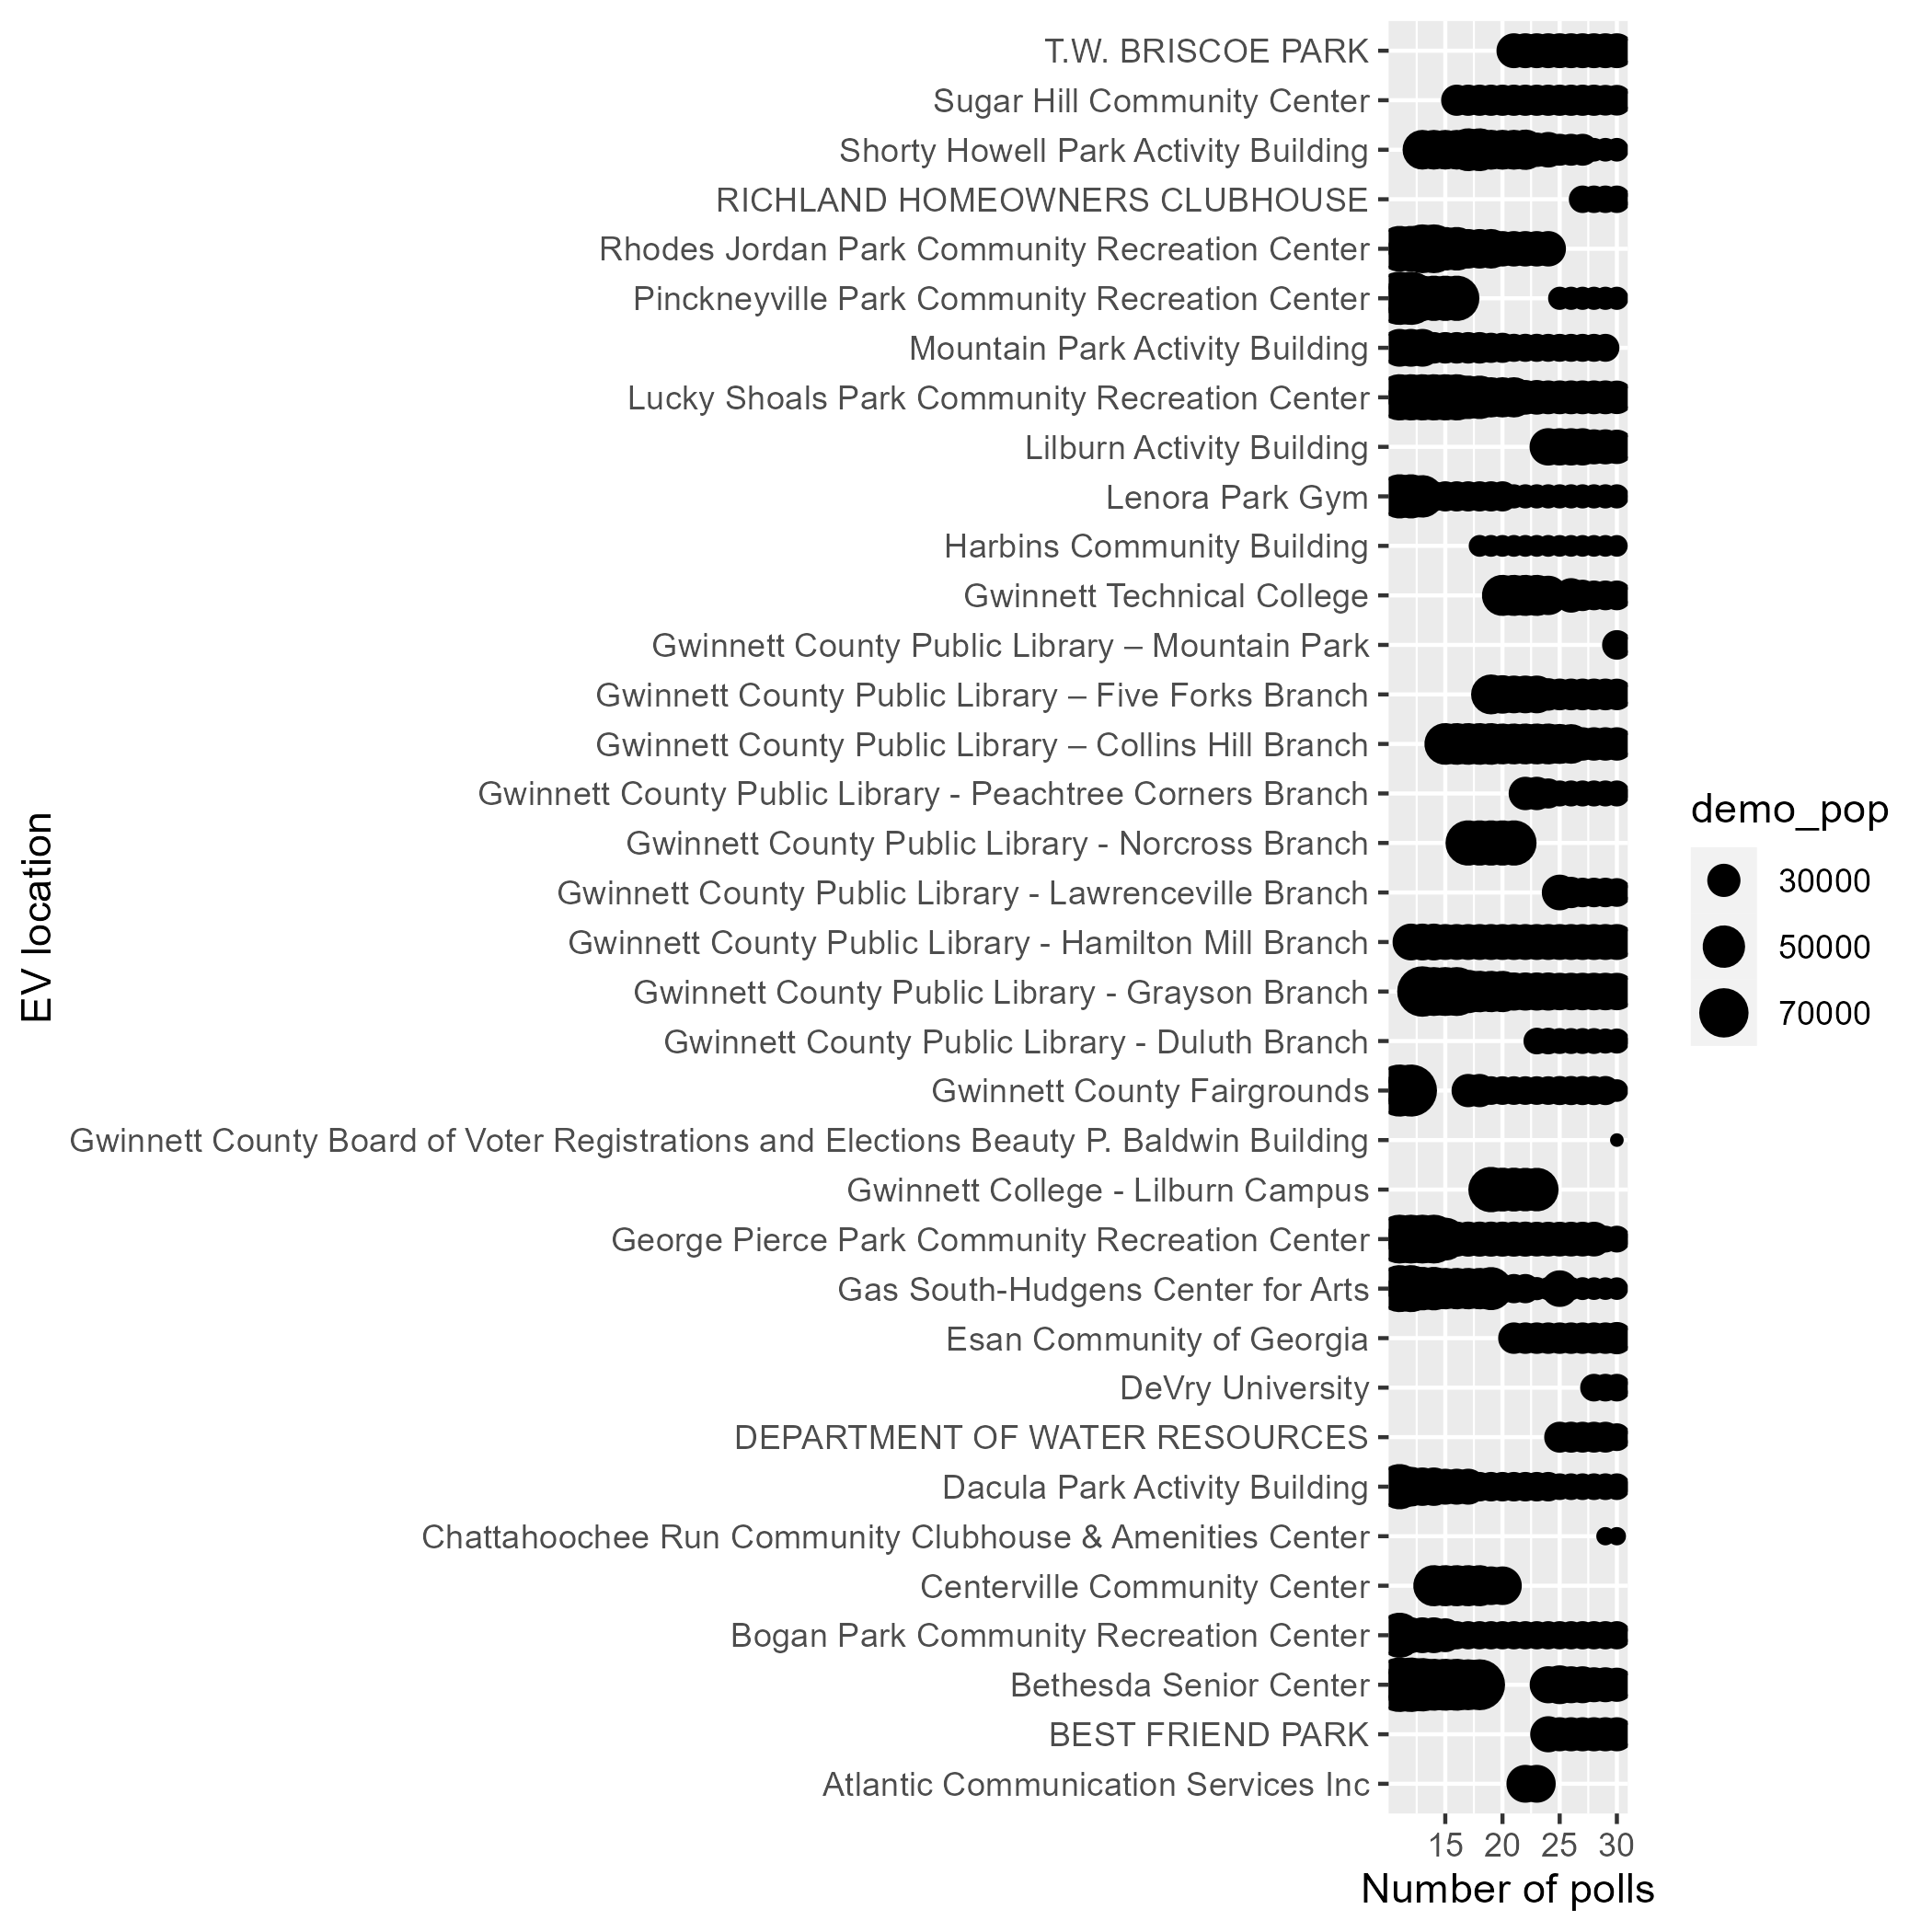 T.W. BRISCOE PARK
Sugar Hill Community Center
Shorty Howell Park Activity Building
RICHLAND HOMEOWNERS CLUBHOUSE
Rhodes Jordan Park Community Recreation Center
Pinckneyville Park Community Recreation Center
Mountain Park Activity Building
Lucky Shoals Park Community Recreation Center
Lilburn Activity Building
Lenora Park Gym
Harbins Community Building
Gwinnett Technical College
Gwinnett County Public Library – Mountain Park
Gwinnett County Public Library – Five Forks Branch
Gwinnett County Public Library – Collins Hill Branch
Gwinnett County Public Library - Peachtree Corners Branch
Gwinnett County Public Library - Norcross Branch
Gwinnett County Public Library - Lawrenceville Branch
Gwinnett County Public Library - Hamilton Mill Branch
Gwinnett County Public Library - Grayson Branch
Gwinnett County Public Library - Duluth Branch
Gwinnett County Fairgrounds
Gwinnett County Board of Voter Registrations and Elections Beauty P. Baldwin Building
Gwinnett College - Lilburn Campus
George Pierce Park Community Recreation Center
Gas South-Hudgens Center for Arts
Esan Community of Georgia
DeVry University
DEPARTMENT OF WATER RESOURCES
Dacula Park Activity Building
Chattahoochee Run Community Clubhouse & Amenities Center
Centerville Community Center
Bogan Park Community Recreation Center
Bethesda Senior Center
BEST FRIEND PARK
Atlantic Communication Services Inc
EV location
15 20 25 30
Number of polls
demo_pop
30000
50000
70000